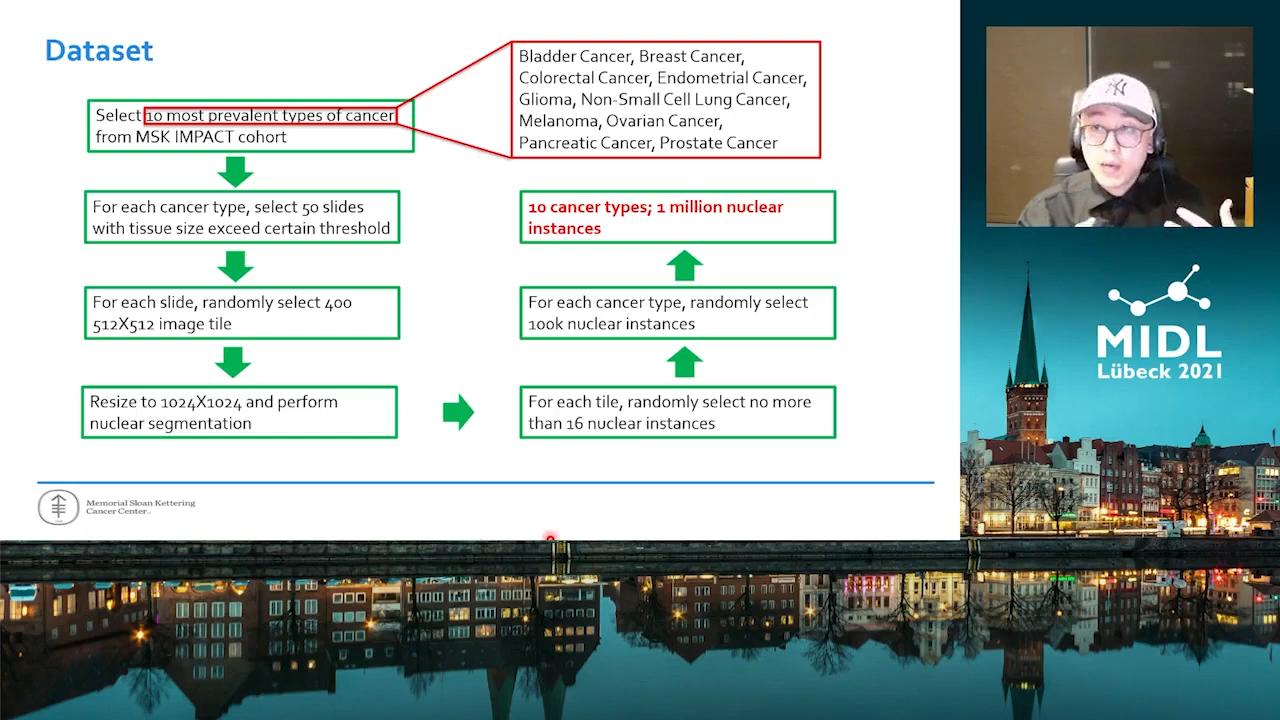 Dataset
Select 10 most prevalent types of cancer
from MSK IMPACT cohort
Bladder Cancer, Breast Cancer,
Colorectal Cancer, Endometrial Cancer,
Glioma, Non-Small Cell Lung Cancer,
Melanoma, Ovarian Cancer,
Pancreatic Cancer, Prostate Cancer
For each cancer type, select 50 slides
with tissue size exceed certain threshold
For each slide, randomly select 400
512X512 image tile
Resize to 1024X1024 and perform
nuclear segmentation
For each tile, randomly select no more
than 16 nuclear instances
For each cancer type, randomly select
100k nuclear instances
10 cancer types; 1 million nuclear
instances
Memorial Sloan Kettering
Cancer Center
MIDL
Lübeck 2021